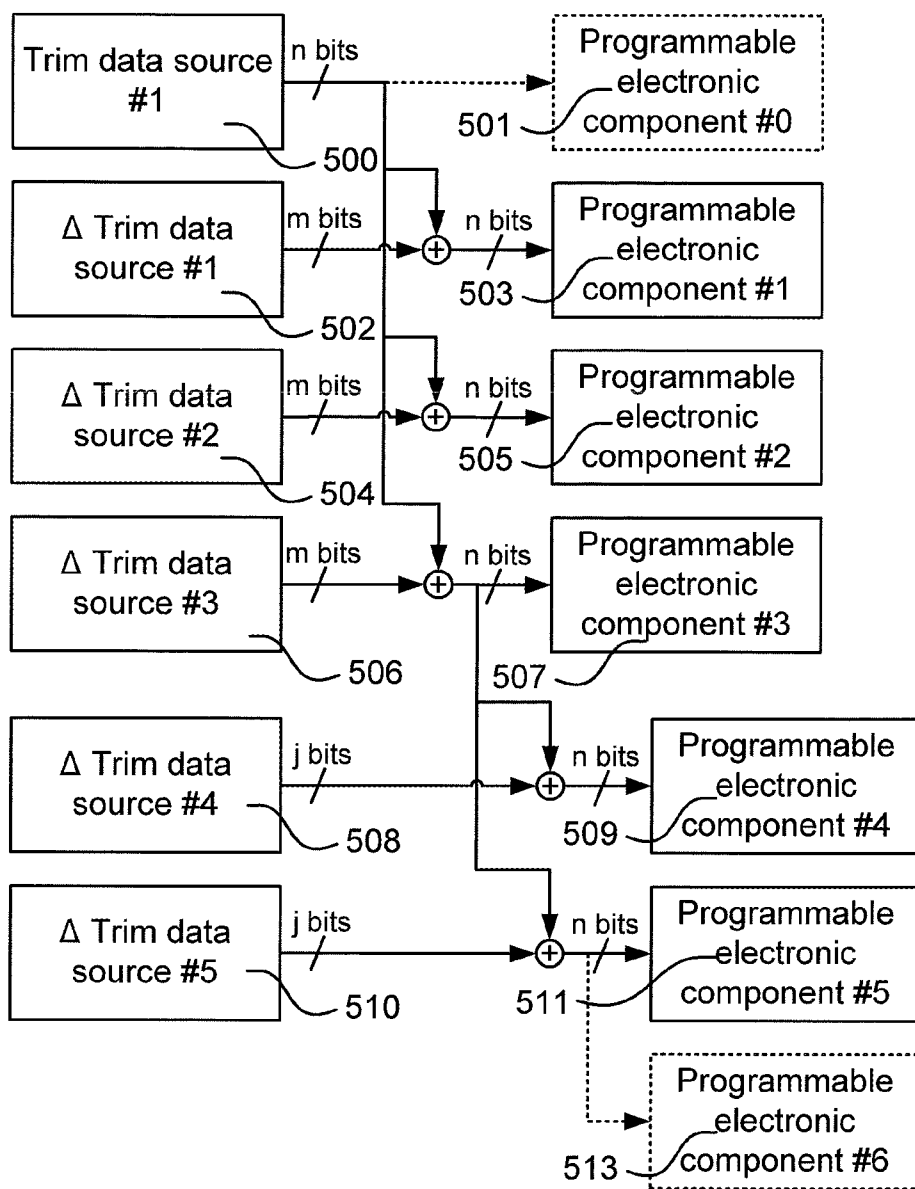 Trim data source
#1
n bits
500
Programmable
electronic
component #0
501
Δ Trim data
source #1
m bits
502
n bits
Programmable
electronic
component #1
503
Δ Trim data
source #2
m bits
504
n bits
Programmable
electronic
component #2
505
Δ Trim data
source #3
m bits
506
n bits
Programmable
electronic
component #3
507
Δ Trim data
source #4
j bits
508
n bits
Programmable
electronic
component #4
509
Δ Trim data
source #5
j bits
510
n bits
Programmable
electronic
component #5
511
Programmable
electronic
component #6
513